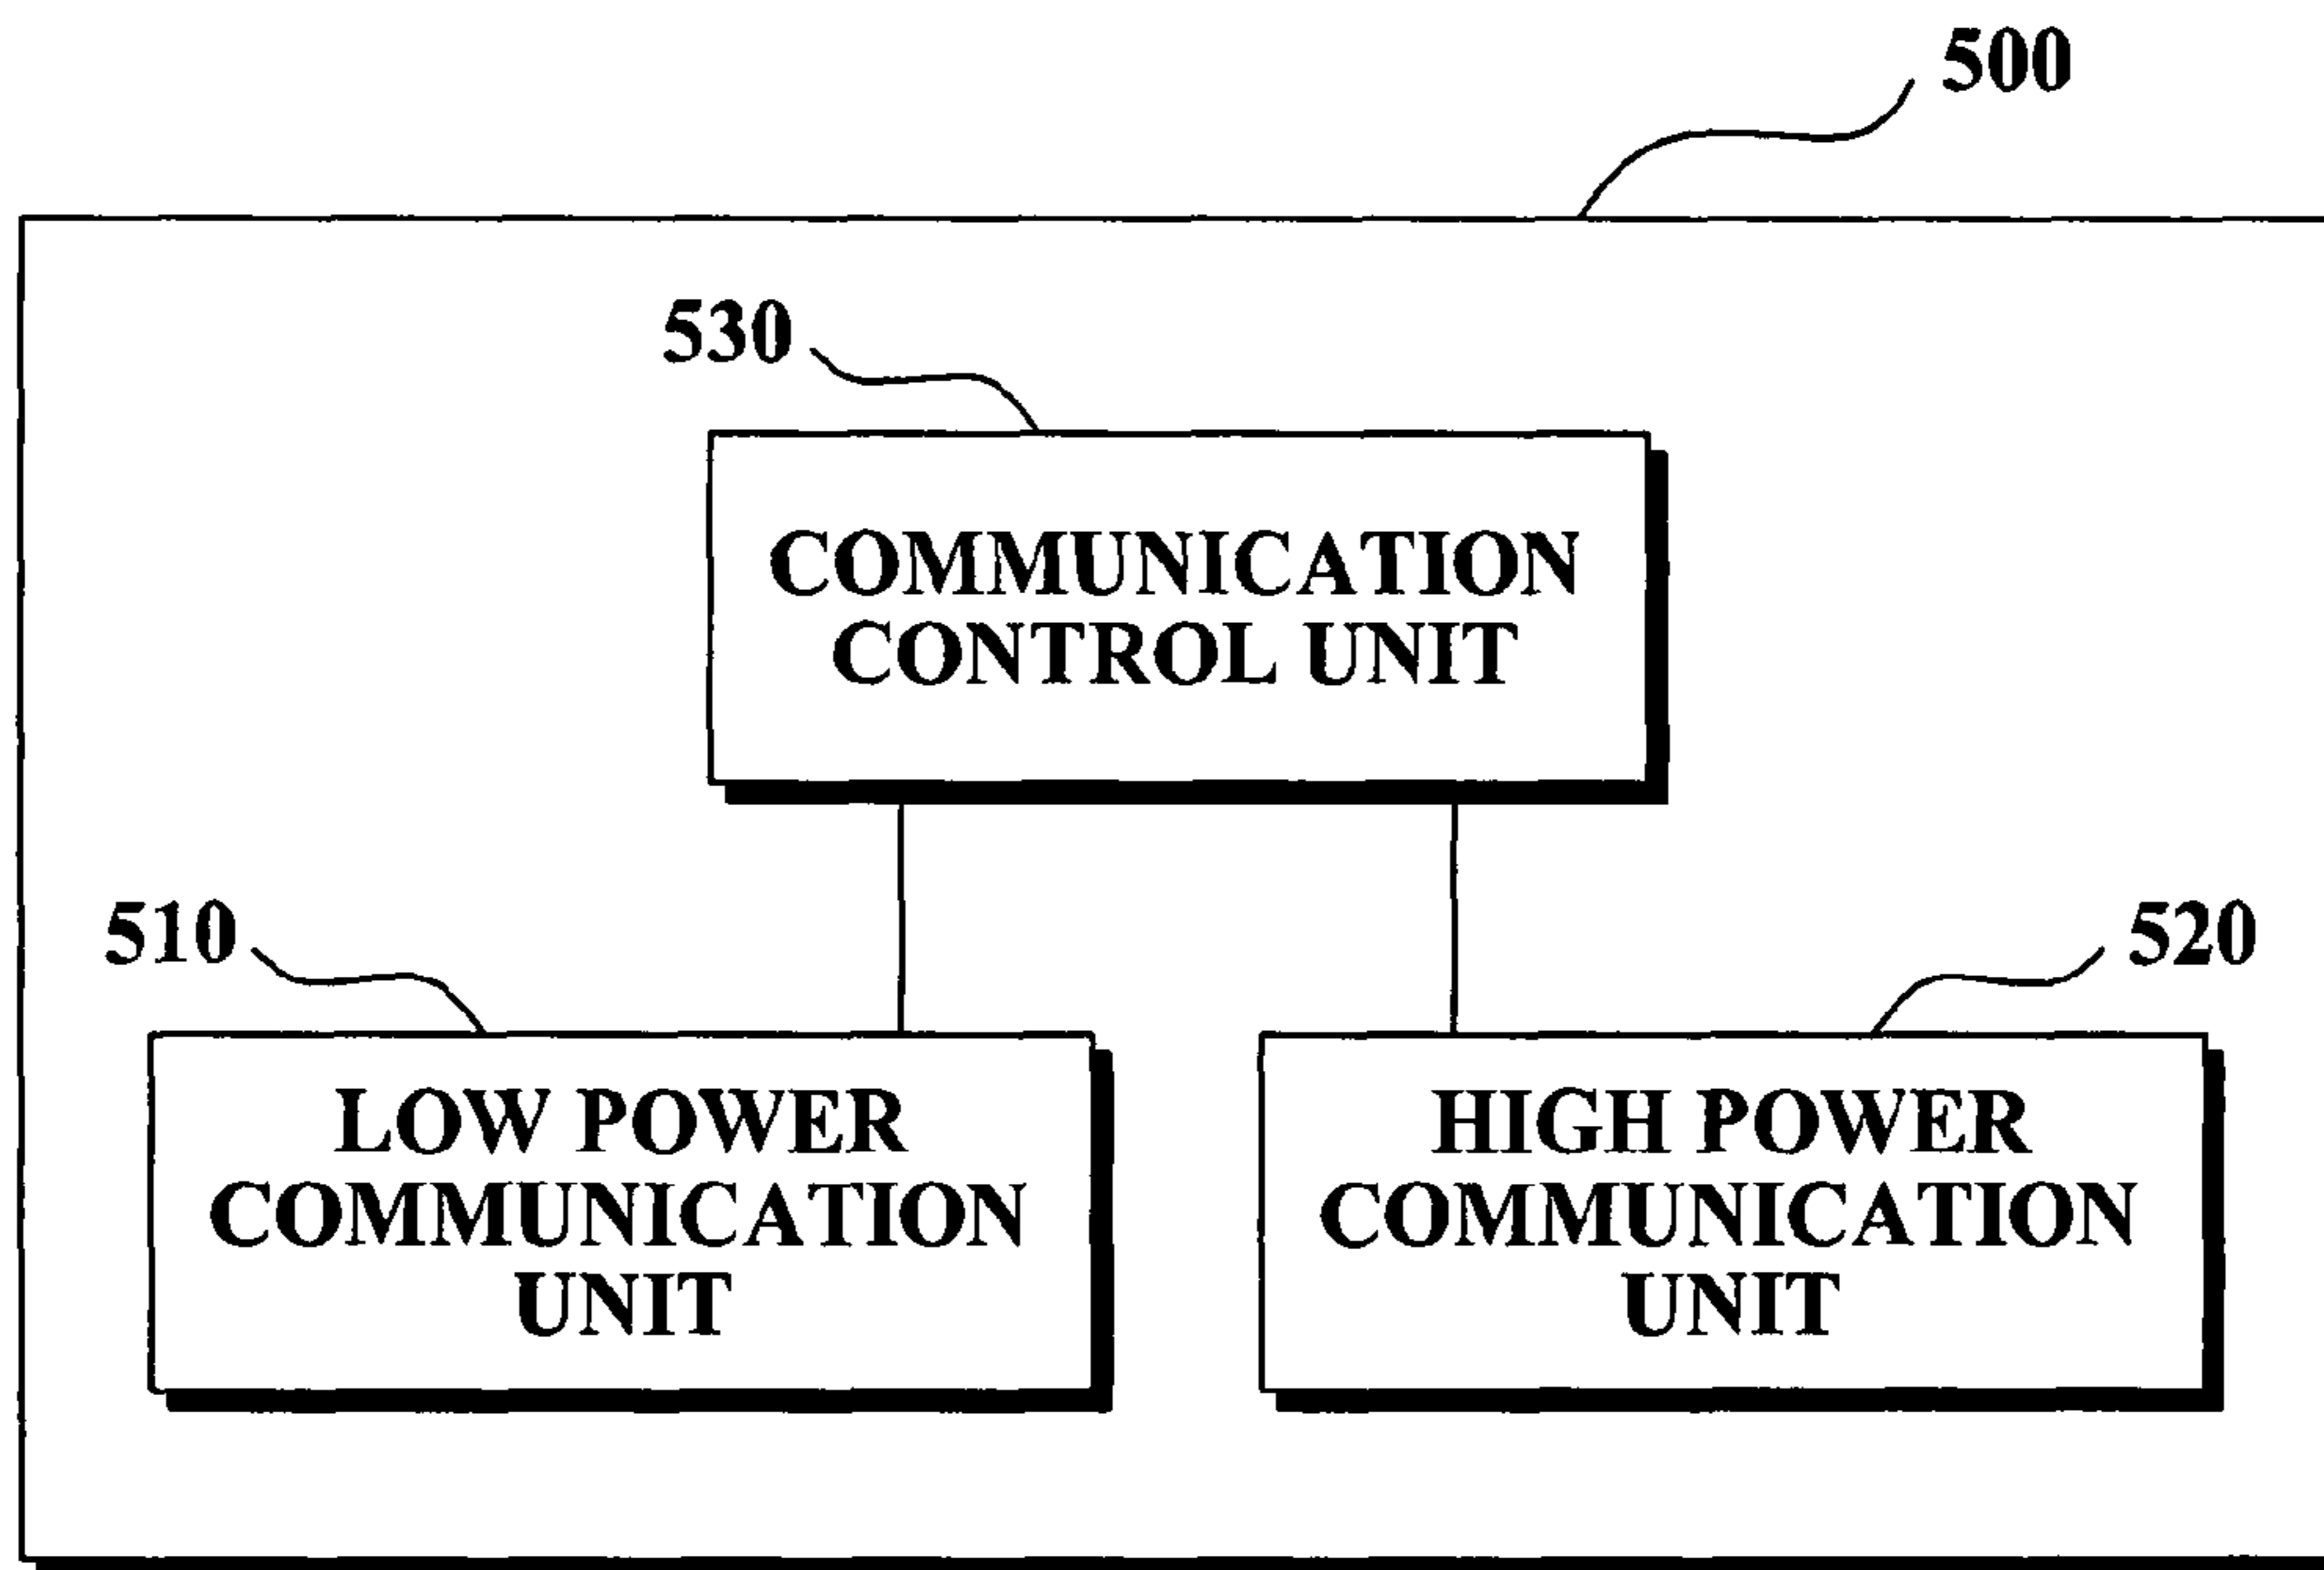 500
530
COMMUNICATION
CONTROL UNIT
510
520
LOW POWER
COMMUNICATION
UNIT
HIGH POWER
COMMUNICATION
UNIT